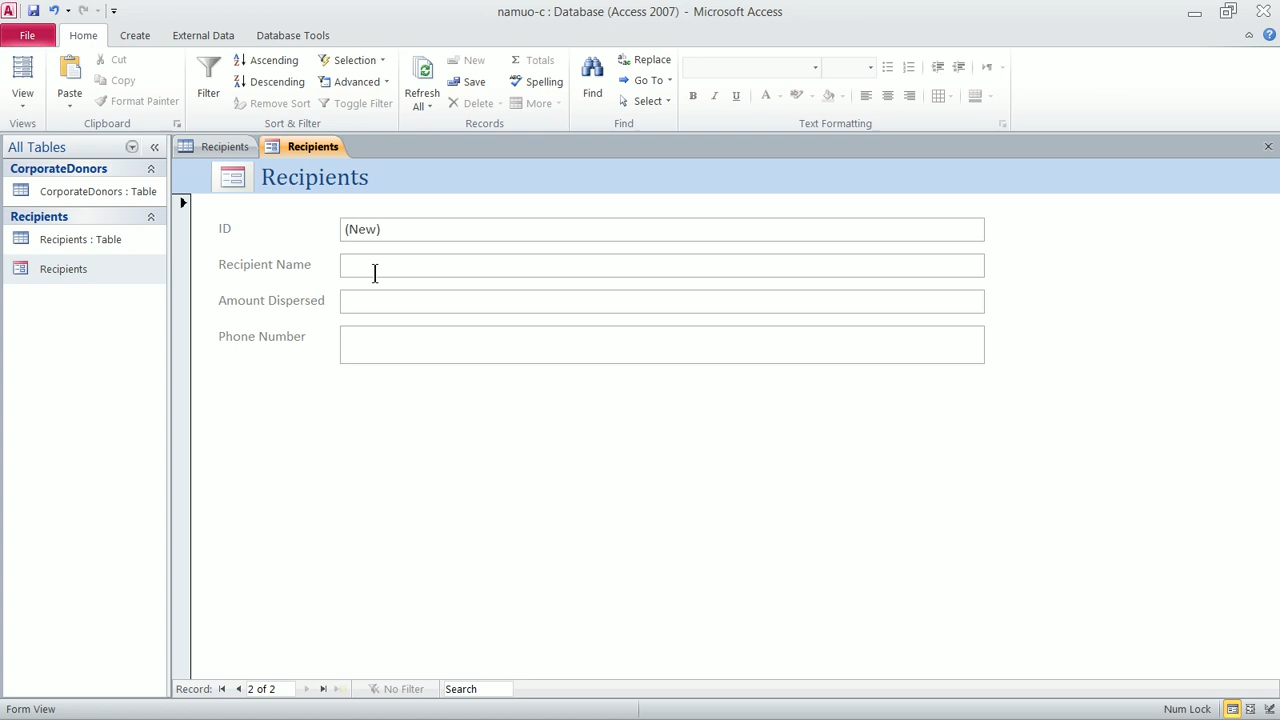 namuo-c : Database (Access 2007) - Microsoft Access
File Home Create External Data Database Tools
View
Views
Paste
Cut
Copy
Format Painter
Clipboard
Filter
Ascending
Descending
Remove Sort
Selection
Advanced
Toggle Filter
Sort & Filter
Refresh
All
New
Save
Delete
Totals
Spelling
More
Records
Find
Replace
Go To
Select
Find
B I U A
Text Formatting
All Tables
CorporateDonors
CorporateDonors : Table
Recipients
Recipients : Table
Recipients
Recipients Recipients
Recipients
ID (New)
Recipient Name
Amount Dispersed
Phone Number
Record: 2 of 2 No Filter Search
Form View Num Lock